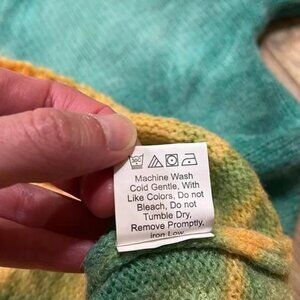 Machine Wash
Cold Gentle, With
Like Colors, Do not
Bleach, Do not
Tumble Dry,
Remove Promptly,
iron Low